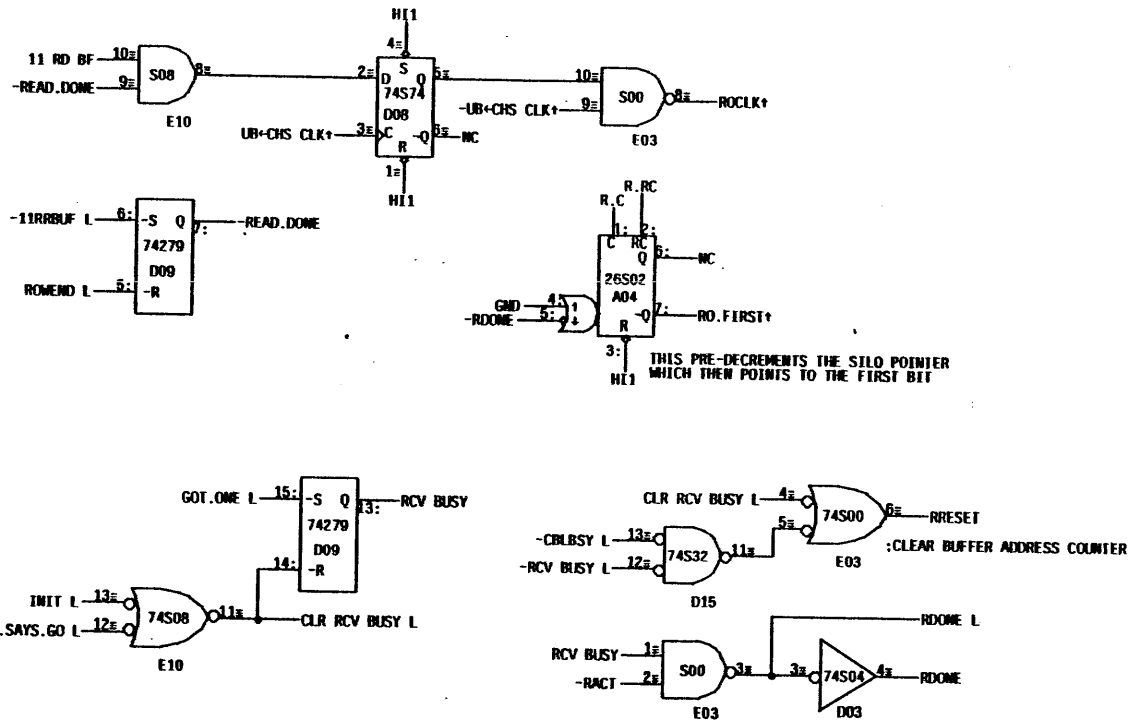 HI1
4≡
11 RD BF 10≡
-READ.DONE 9≡
S08
8≡
E10
2≡ D S Q 5≡
74S74
D08
UB←CHS CLK↑ 3≡ C -Q 6≡ NC
R
1≡
HI1
10≡
-UB←CHS CLK↑ 9≡
S00
8≡ ROCLK↑
E03
-11RRBUF L 6: -S Q 7: -READ.DONE
74279
D09
ROWEND L 5: -R
R.RC
R.C
1: 2:
C RC
Q 6: NC
26S02
A04
GND 4: ↑
-RDONE 5: ↓
-Q 7: RO.FIRST↑
R
3:
HI1
THIS PRE-DECREMENTS THE SILO POINTER
WHICH THEN POINTS TO THE FIRST BIT
GOT.ONE L 15: -S Q 13: RCV BUSY
74279
D09
14: -R
INIT L 13≡
.SAYS.GO L 12≡
74S08
11≡ CLR RCV BUSY L
E10
CLR RCV BUSY L 4≡
5≡
74S00
6≡ RRESET
E03
:CLEAR BUFFER ADDRESS COUNTER
-CBLBSY L 13≡
-RCV BUSY L 12≡
74S32
11≡
D15
RDONE L
RCV BUSY 1≡
-RACT 2≡
S00
3≡
E03
3≡ 74S04 4≡ RDONE
D03